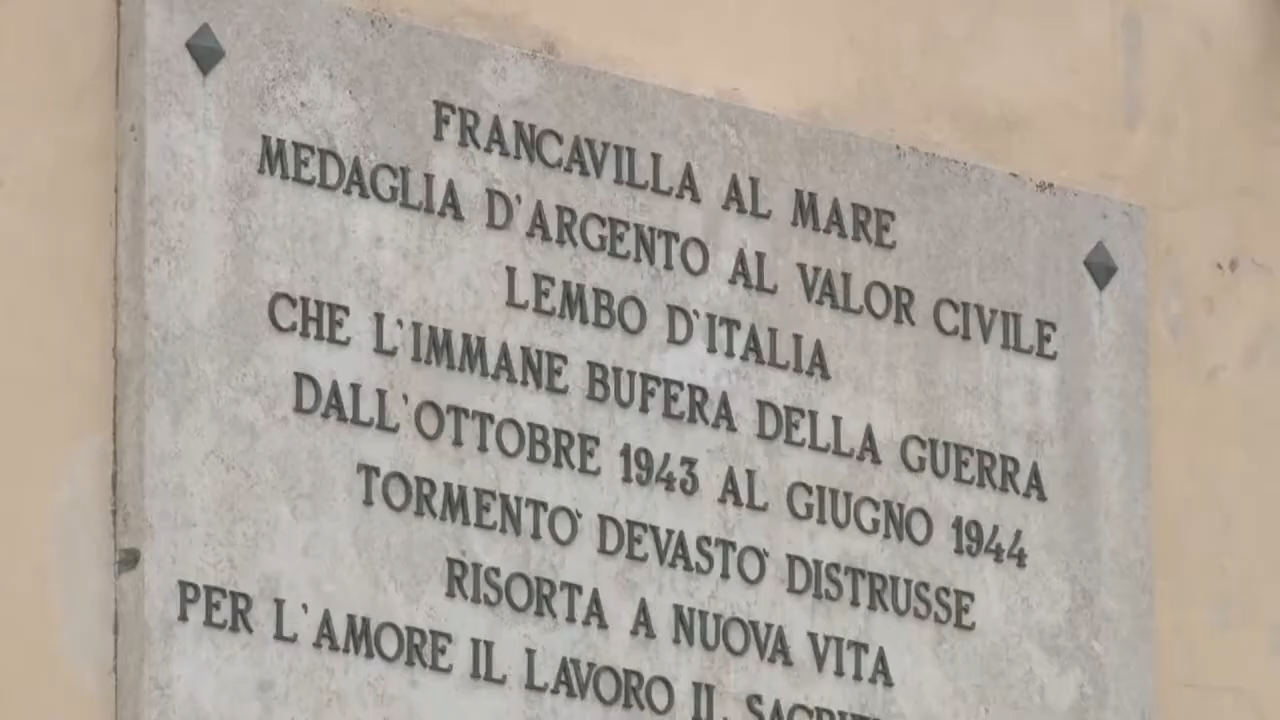 FRANCAVILLA AL MARE
MEDAGLIA D'ARGENTO AL VALOR CIVILE
LEMBO D'ITALIA
CHE L'IMMANE BUFERA DELLA GUERRA
DALL'OTTOBRE 1943 AL GIUGNO 1944
TORMENTO' DEVASTO' DISTRUSSE
RISORTA A NUOVA VITA
PER L'AMORE IL LAVORO IL